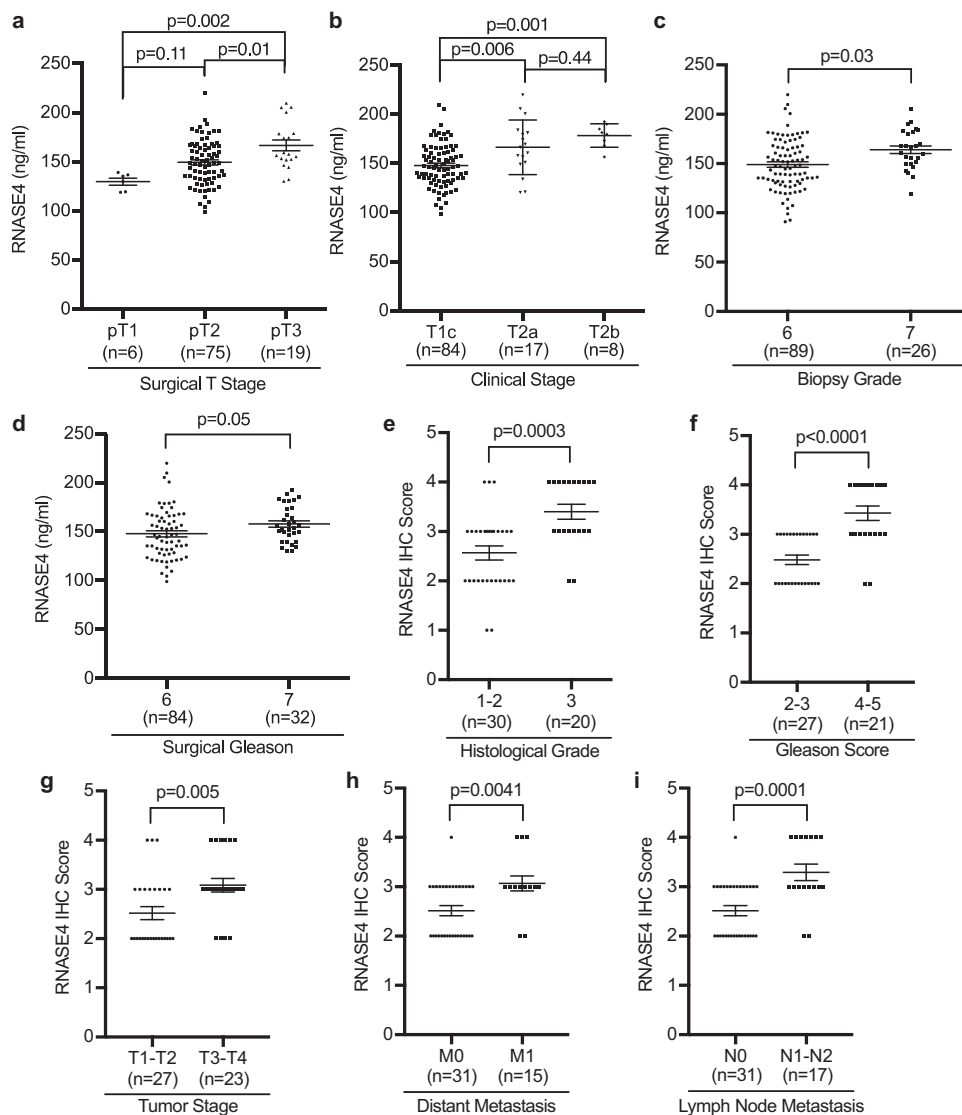 a
p=0.002
p=0.11
p=0.01
250
200
150
100
50
0
RNASE4 (ng/ml)
pT1
pT2
pT3
(n=6)
(n=75)
(n=19)
Surgical T Stage
b
p=0.001
p=0.006
p=0.44
250
200
150
100
50
0
RNASE4 (ng/ml)
T1c
T2a
T2b
(n=84)
(n=17)
(n=8)
Clinical Stage
c
p=0.03
250
200
150
100
50
0
RNASE4 (ng/ml)
6
7
(n=89)
(n=26)
Biopsy Grade
d
p=0.05
250
200
150
100
50
0
RNASE4 (ng/ml)
6
7
(n=84)
(n=32)
Surgical Gleason
e
p=0.0003
5
4
3
2
1
0
RNASE4 IHC Score
1-2
3
(n=30)
(n=20)
Histological Grade
f
p<0.0001
5
4
3
2
1
0
RNASE4 IHC Score
2-3
4-5
(n=27)
(n=21)
Gleason Score
g
p=0.005
5
4
3
2
1
0
RNASE4 IHC Score
T1-T2
T3-T4
(n=27)
(n=23)
Tumor Stage
h
p=0.0041
5
4
3
2
1
0
RNASE4 IHC Score
M0
M1
(n=31)
(n=15)
Distant Metastasis
i
p=0.0001
5
4
3
2
1
0
RNASE4 IHC Score
N0
N1-N2
(n=31)
(n=17)
Lymph Node Metastasis